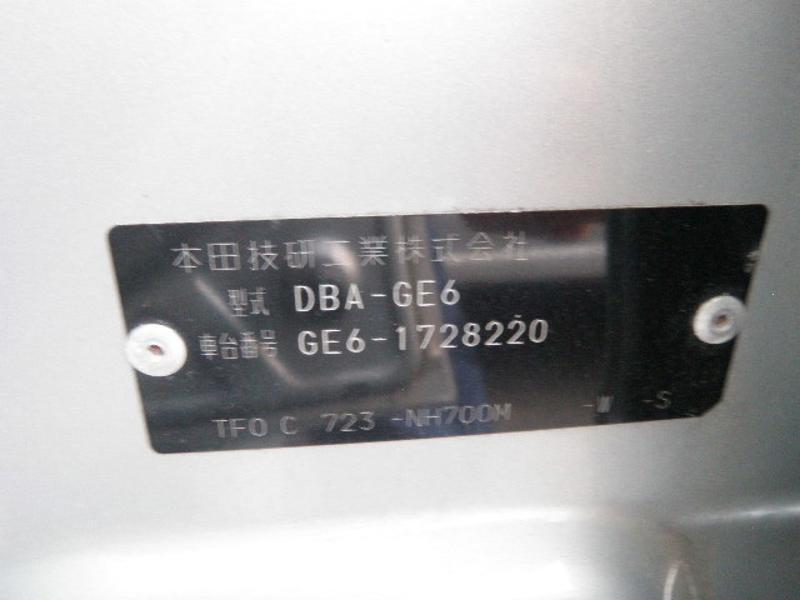 本田技研工業株式会社
型式 DBA-GE6
車台番号 GE6-1728220
TF0 C 723 -NH700M -W -S